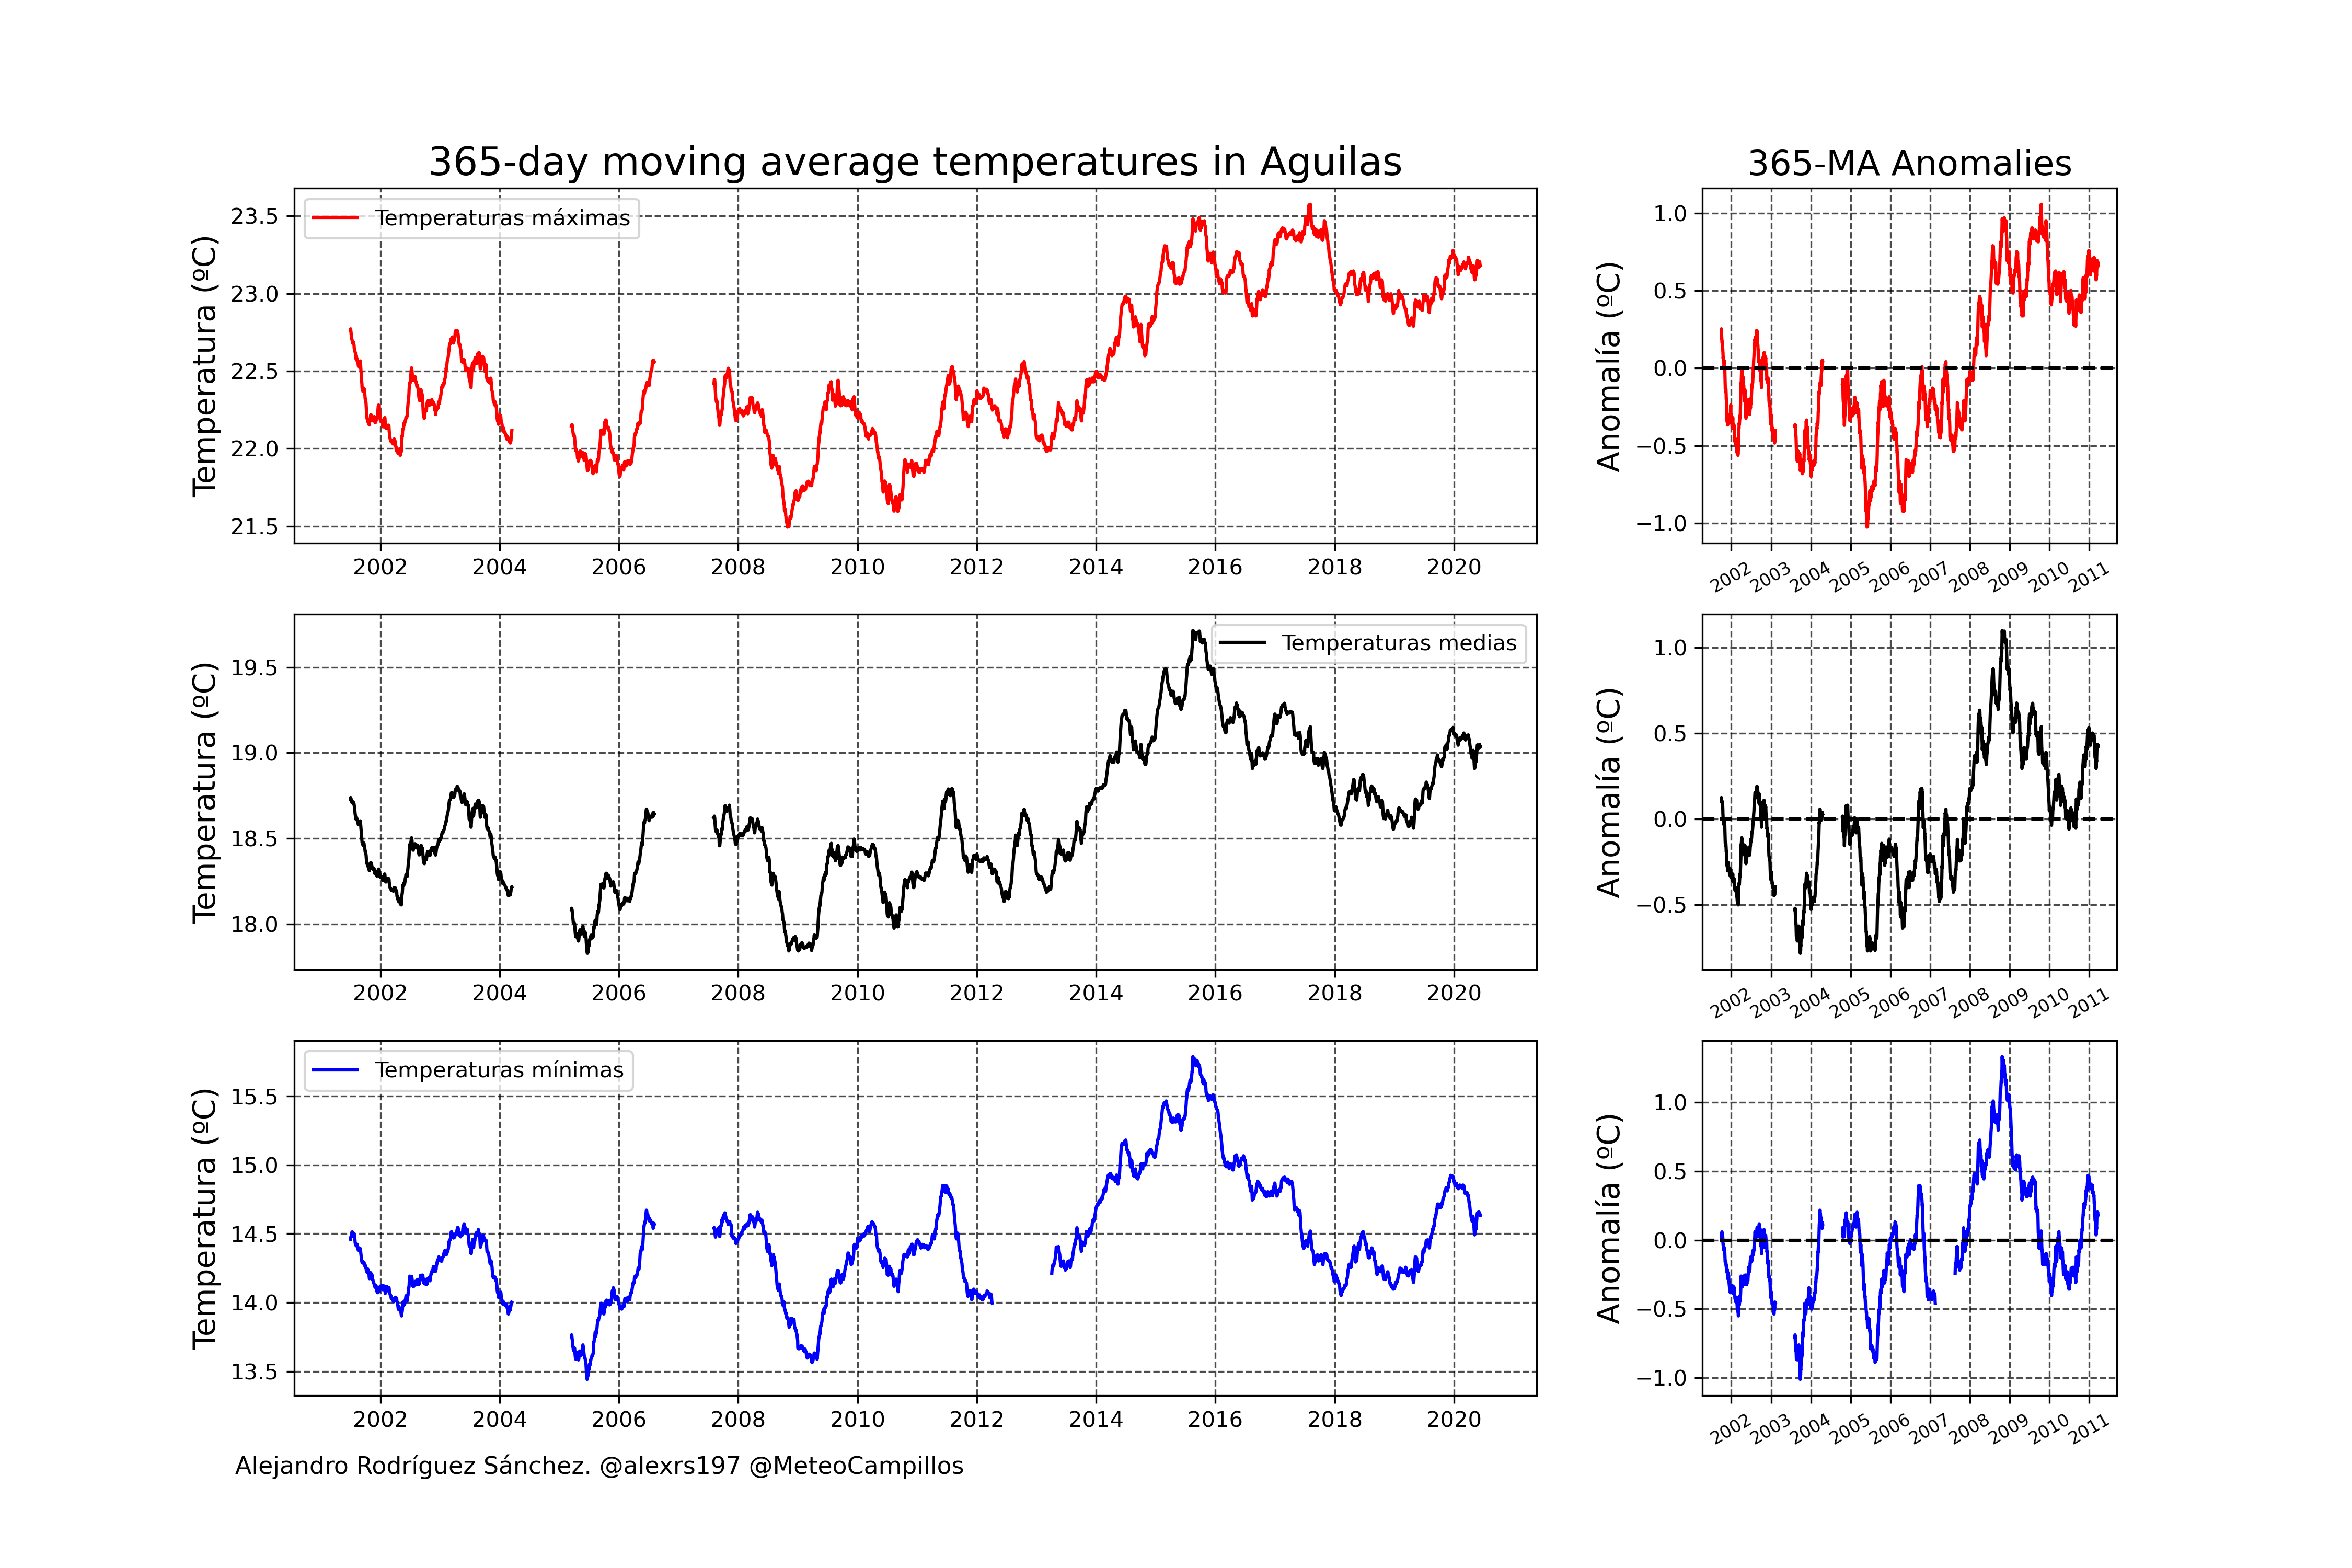 365-day moving average temperatures in Aguilas
365-MA Anomalies
Temperatura (ºC)
23.5
23.0
22.5
22.0
21.5
Temperaturas máximas
2002 2004 2006 2008 2010 2012 2014 2016 2018 2020
Anomalía (ºC)
1.0
0.5
0.0
−0.5
−1.0
2002 2003 2004 2005 2006 2007 2008 2009 2010 2011
Temperatura (ºC)
19.5
19.0
18.5
18.0
Temperaturas medias
2002 2004 2006 2008 2010 2012 2014 2016 2018 2020
Anomalía (ºC)
1.0
0.5
0.0
−0.5
2002 2003 2004 2005 2006 2007 2008 2009 2010 2011
Temperatura (ºC)
15.5
15.0
14.5
14.0
13.5
Temperaturas mínimas
2002 2004 2006 2008 2010 2012 2014 2016 2018 2020
Anomalía (ºC)
1.0
0.5
0.0
−0.5
−1.0
2002 2003 2004 2005 2006 2007 2008 2009 2010 2011
Alejandro Rodríguez Sánchez. @alexrs197 @MeteoCampillos